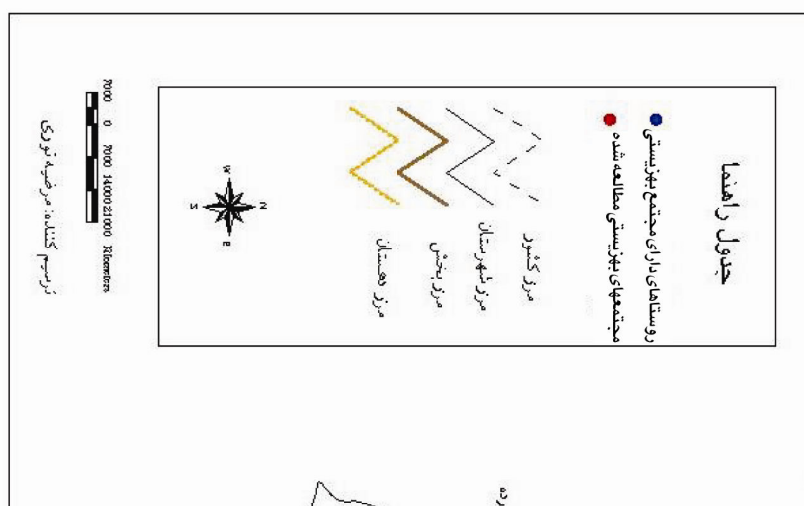 جدول راهنما
روستاهای دارای مجتمع بهزیستی
مجتمعهای بهزیستی مطالعه شده
مرز کشور
مرز شهرستان
مرز بخش
مرز دهستان
N
W
E
S
7000 0 7000 14000 21000 Kilometers
ترسیم کننده: مرضیه نوری